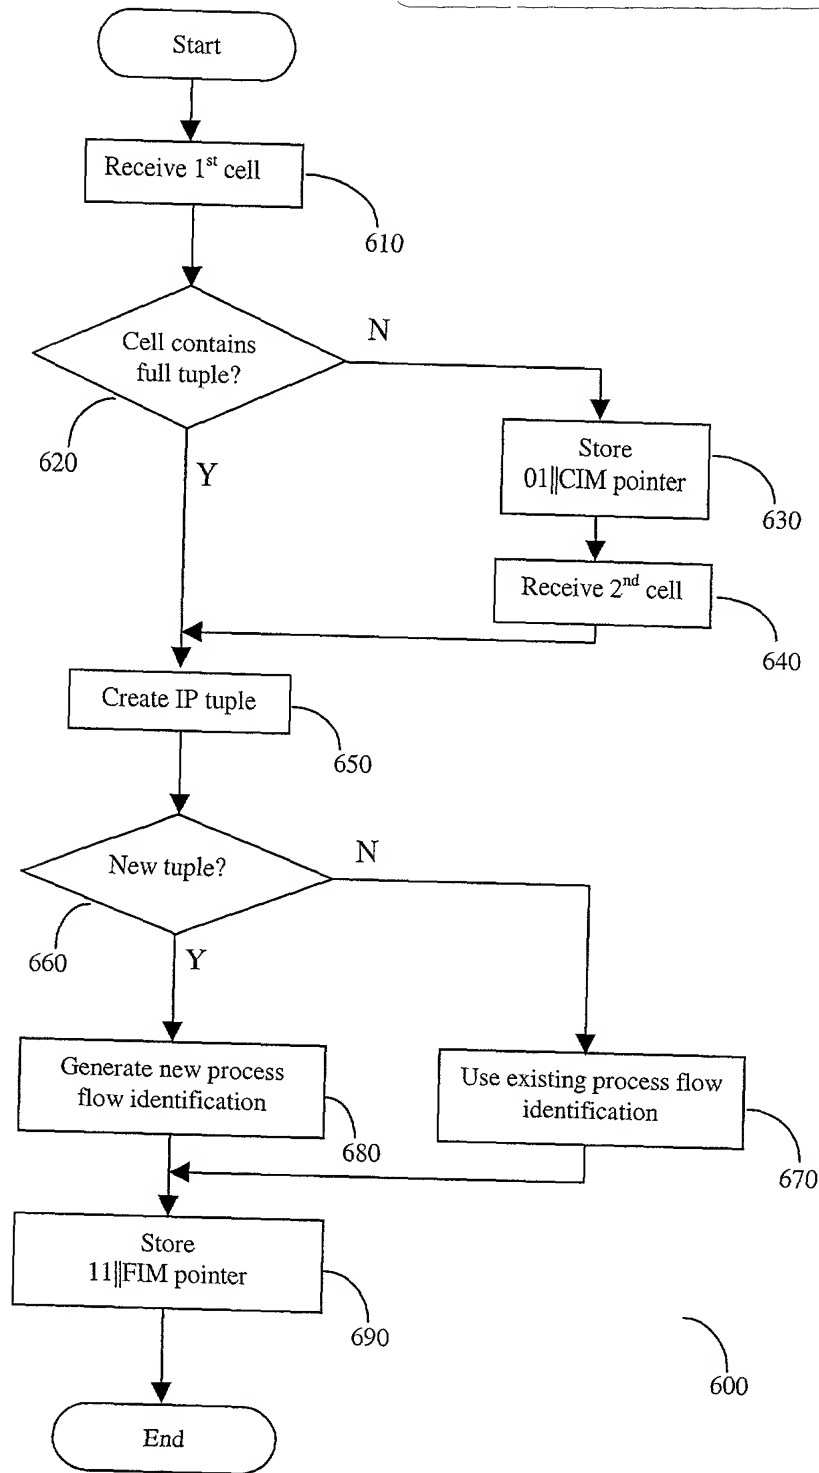 Start
Receive 1st cell
610
Cell contains
full tuple?
N
620
Y
Store
01||CIM pointer
630
Receive 2nd cell
640
Create IP tuple
650
New tuple?
N
660
Y
Generate new process
flow identification
680
Use existing process flow
identification
670
Store
11||FIM pointer
690
600
End